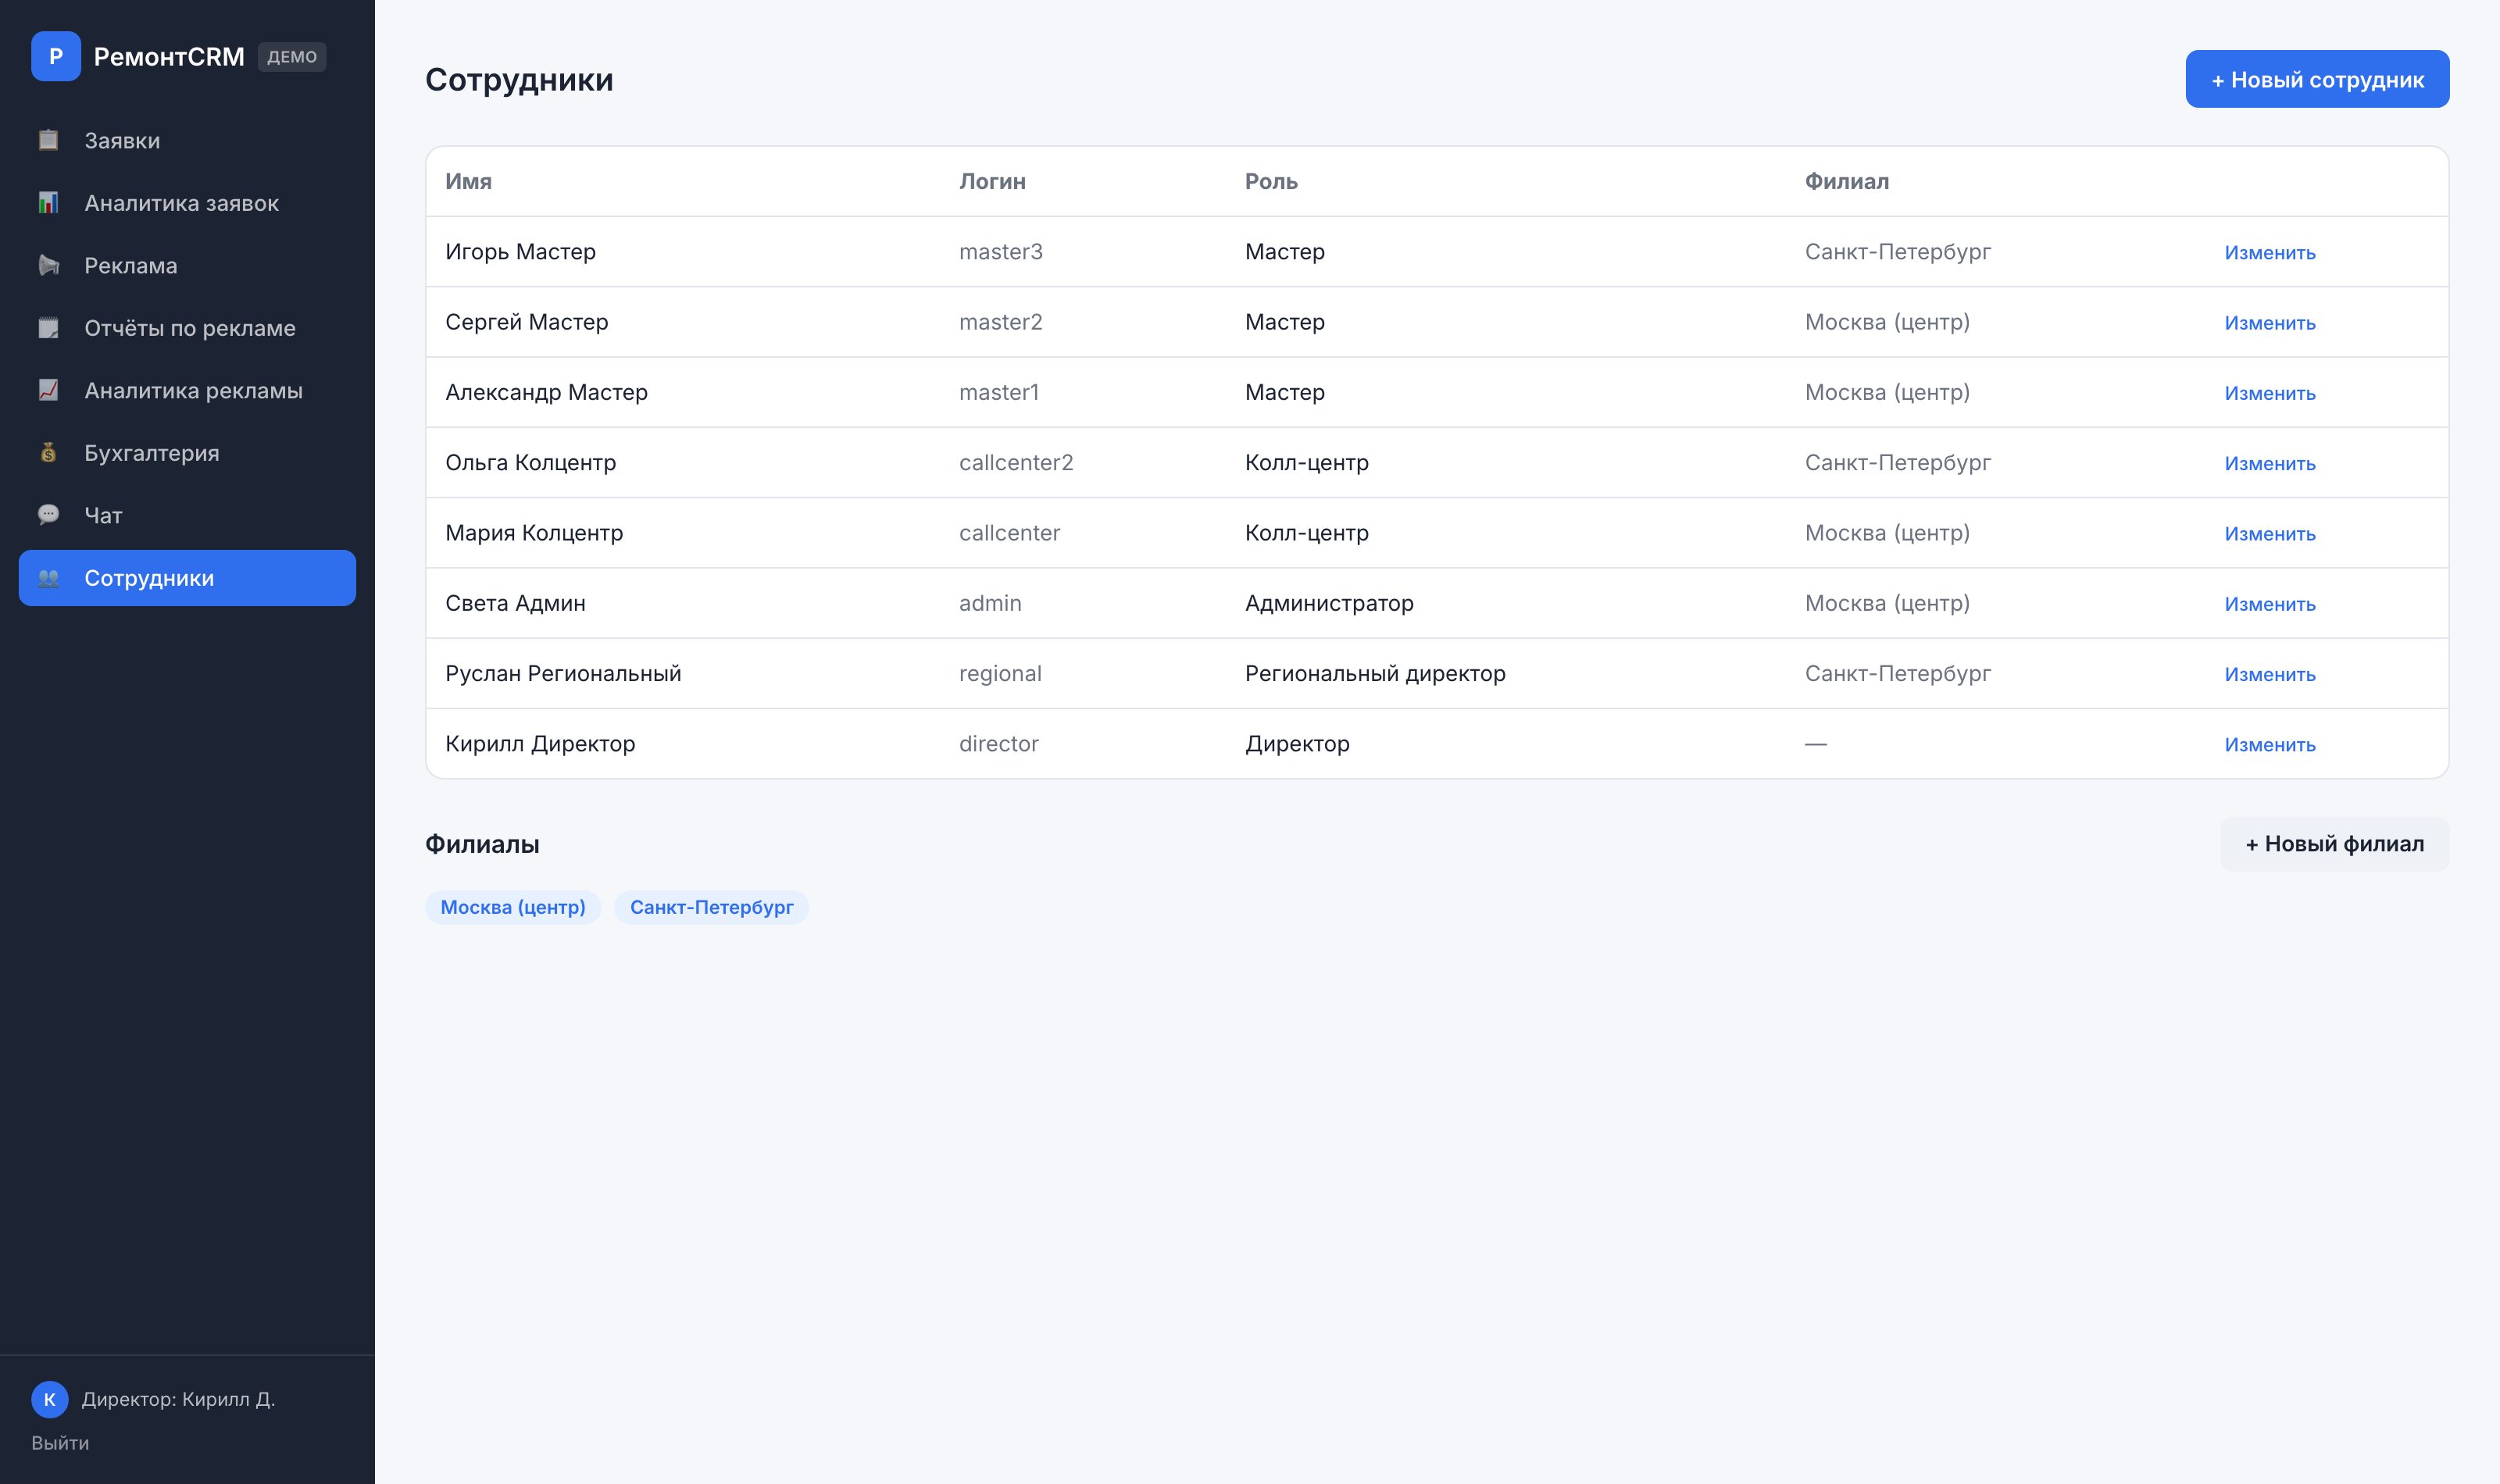 Р РемонтCRM ДЕМО
Заявки
Аналитика заявок
Реклама
Отчёты по рекламе
Аналитика рекламы
Бухгалтерия
Чат
Сотрудники
К Директор: Кирилл Д.
Выйти
Сотрудники + Новый сотрудник
Имя Логин Роль Филиал
Игорь Мастер master3 Мастер Санкт-Петербург Изменить
Сергей Мастер master2 Мастер Москва (центр) Изменить
Александр Мастер master1 Мастер Москва (центр) Изменить
Ольга Колцентр callcenter2 Колл-центр Санкт-Петербург Изменить
Мария Колцентр callcenter Колл-центр Москва (центр) Изменить
Света Админ admin Администратор Москва (центр) Изменить
Руслан Региональный regional Региональный директор Санкт-Петербург Изменить
Кирилл Директор director Директор — Изменить
Филиалы + Новый филиал
Москва (центр) Санкт-Петербург